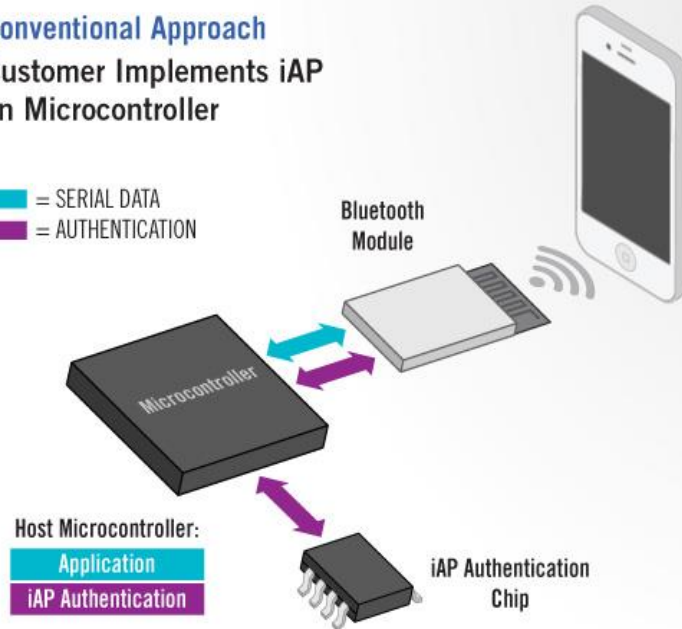 onventional Approach
ustomer Implements iAP
n Microcontroller
= SERIAL DATA
= AUTHENTICATION
Bluetooth
Module
Microcontroller
Host Microcontroller:
Application
iAP Authentication
iAP Authentication
Chip